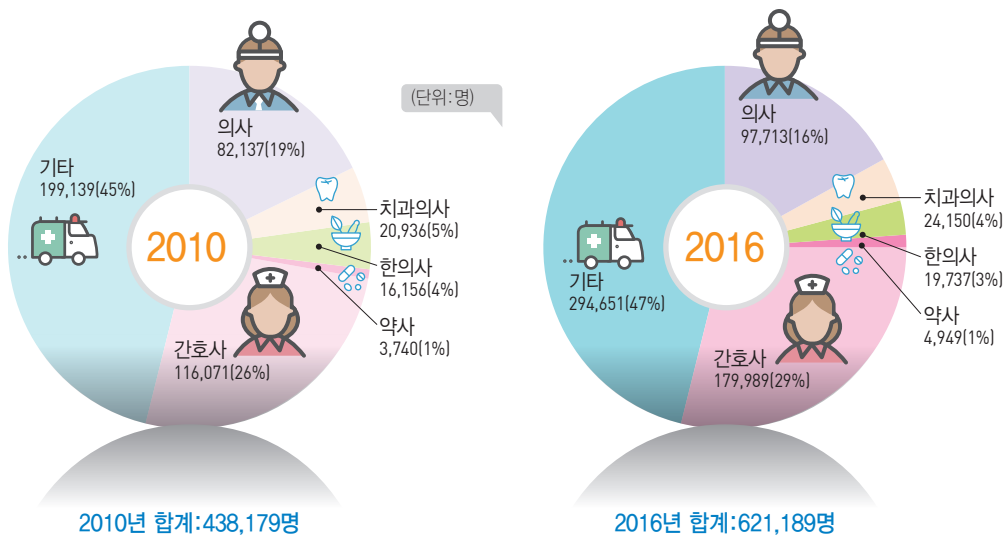 (단위:명)
2010
의사
82,137(19%)
치과의사
20,936(5%)
한의사
16,156(4%)
약사
3,740(1%)
간호사
116,071(26%)
기타
199,139(45%)
2010년 합계:438,179명
2016
의사
97,713(16%)
치과의사
24,150(4%)
한의사
19,737(3%)
약사
4,949(1%)
간호사
179,989(29%)
기타
294,651(47%)
2016년 합계:621,189명